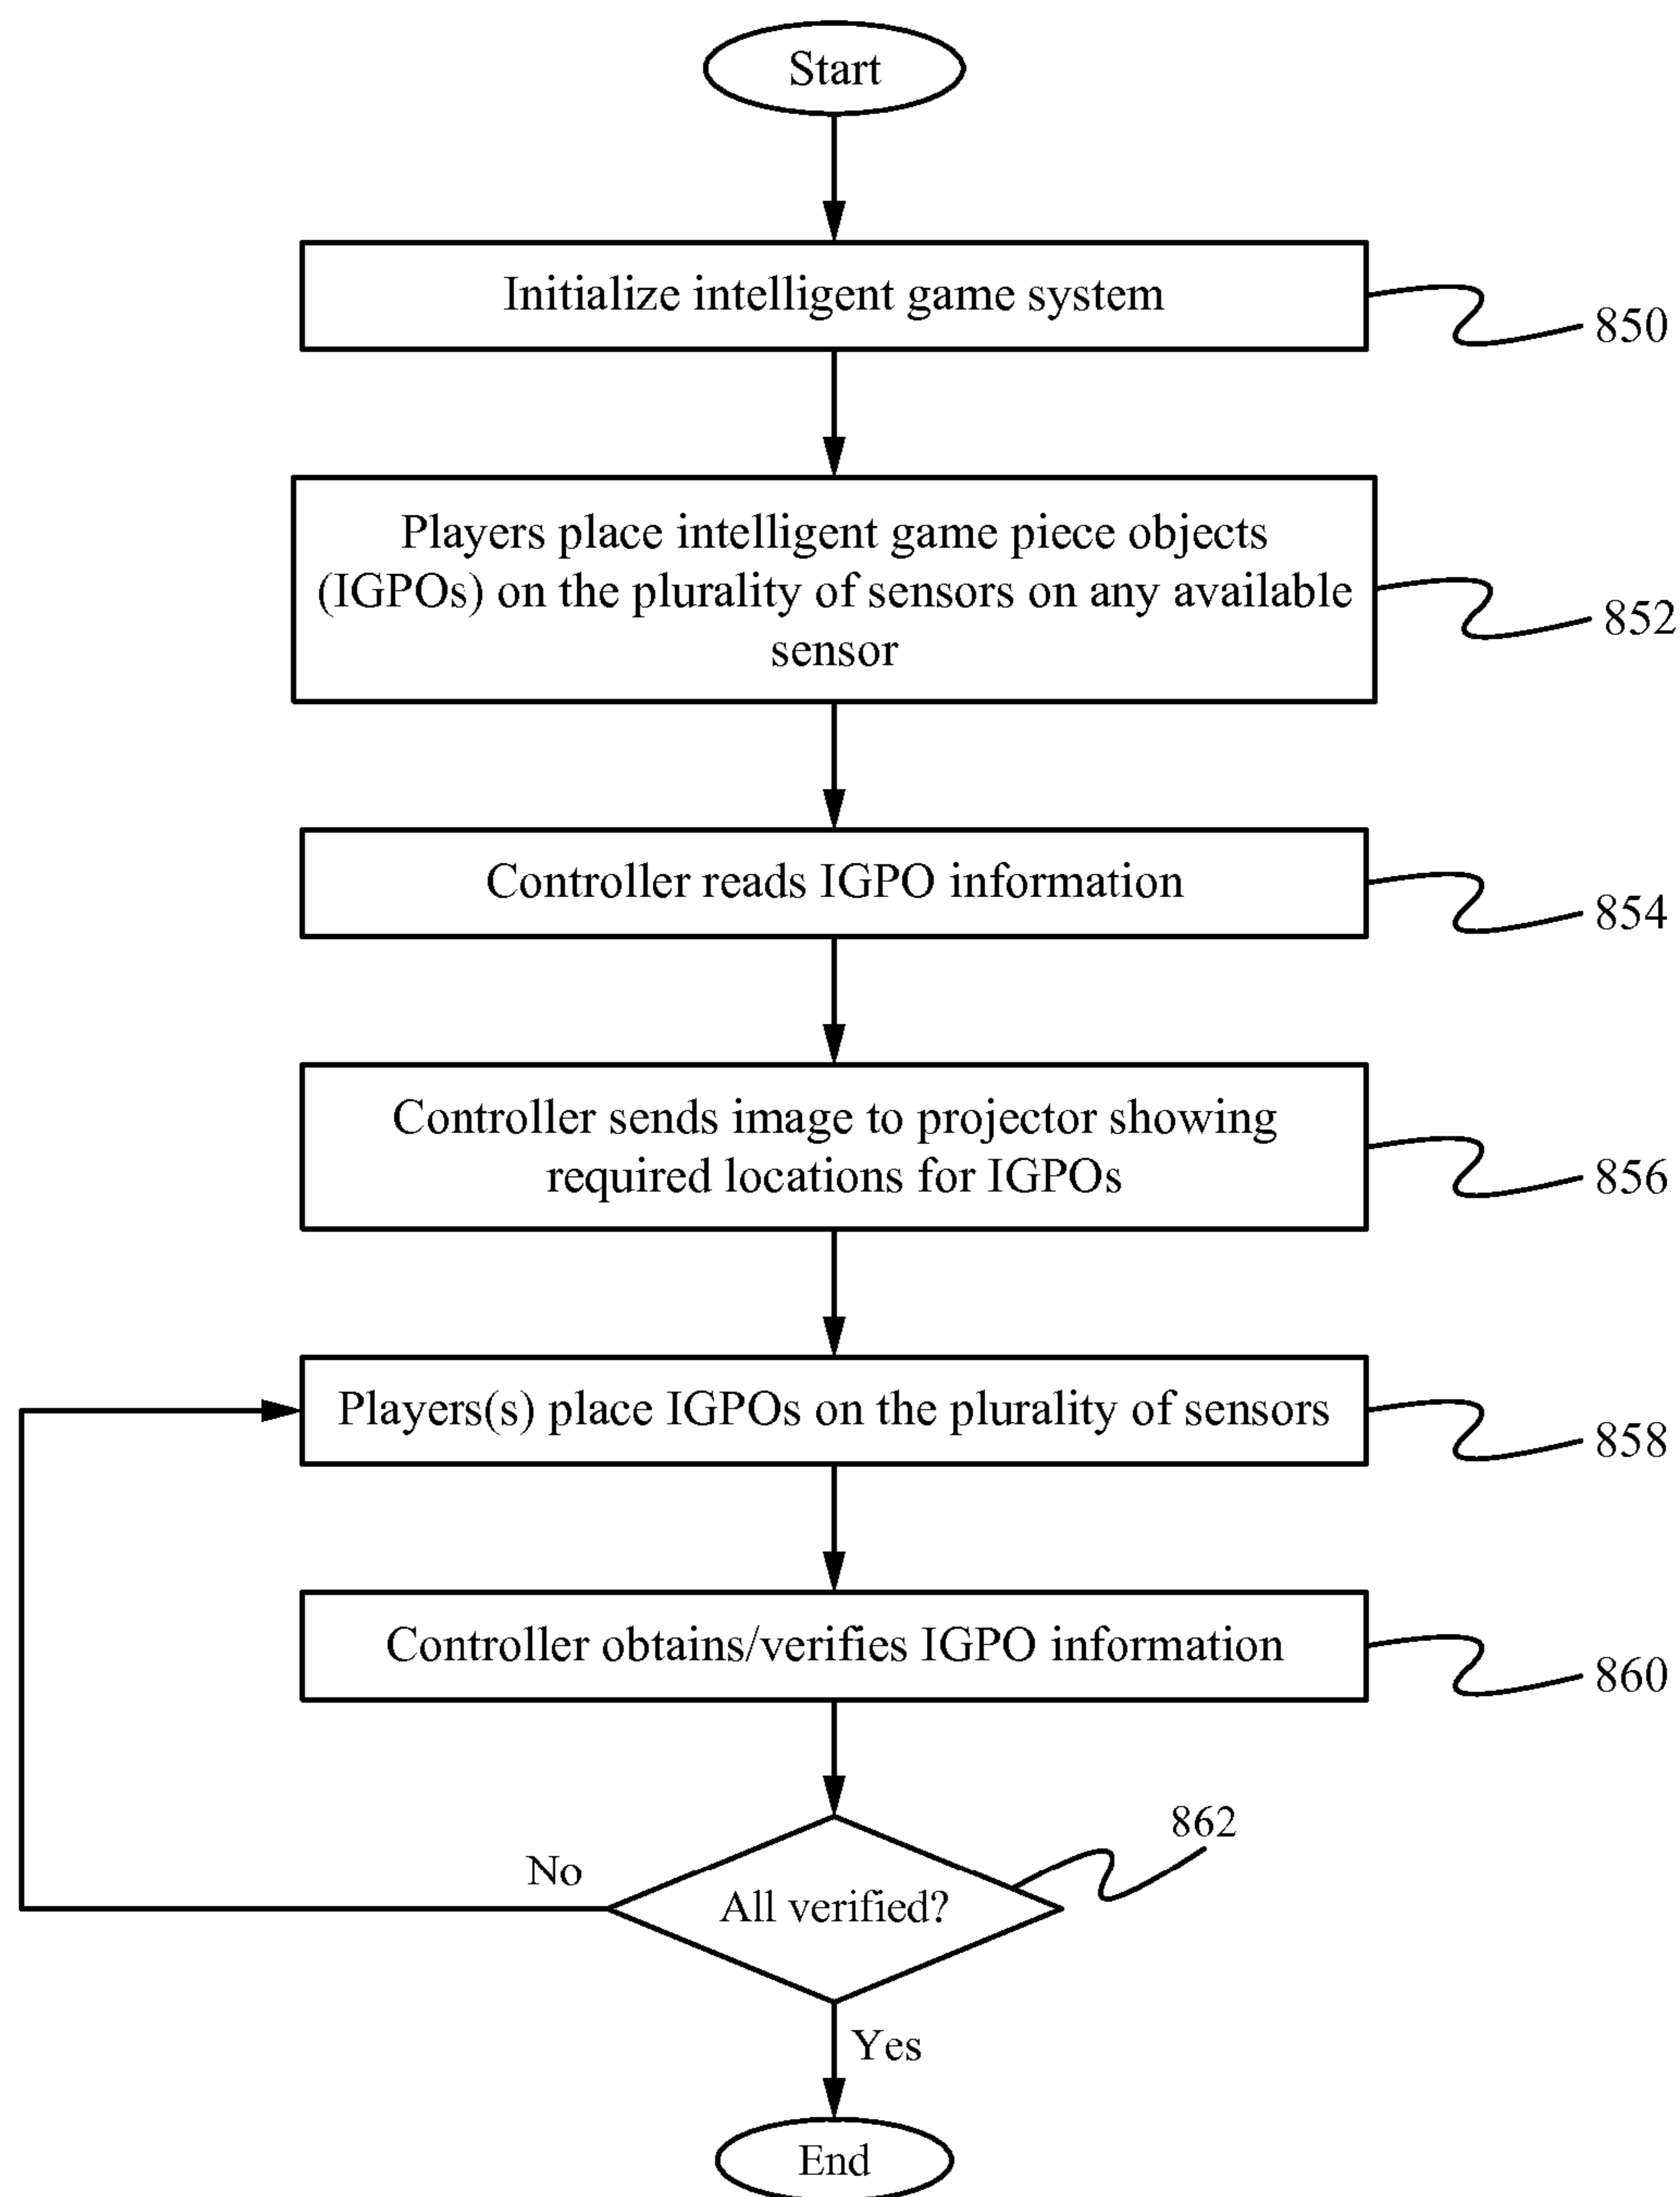 Start
Initialize intelligent game system
850
Players place intelligent game piece objects
(IGPOs) on the plurality of sensors on any available
sensor
852
Controller reads IGPO information
854
Controller sends image to projector showing
required locations for IGPOs
856
Players(s) place IGPOs on the plurality of sensors
858
Controller obtains/verifies IGPO information
860
862
No
All verified?
Yes
End